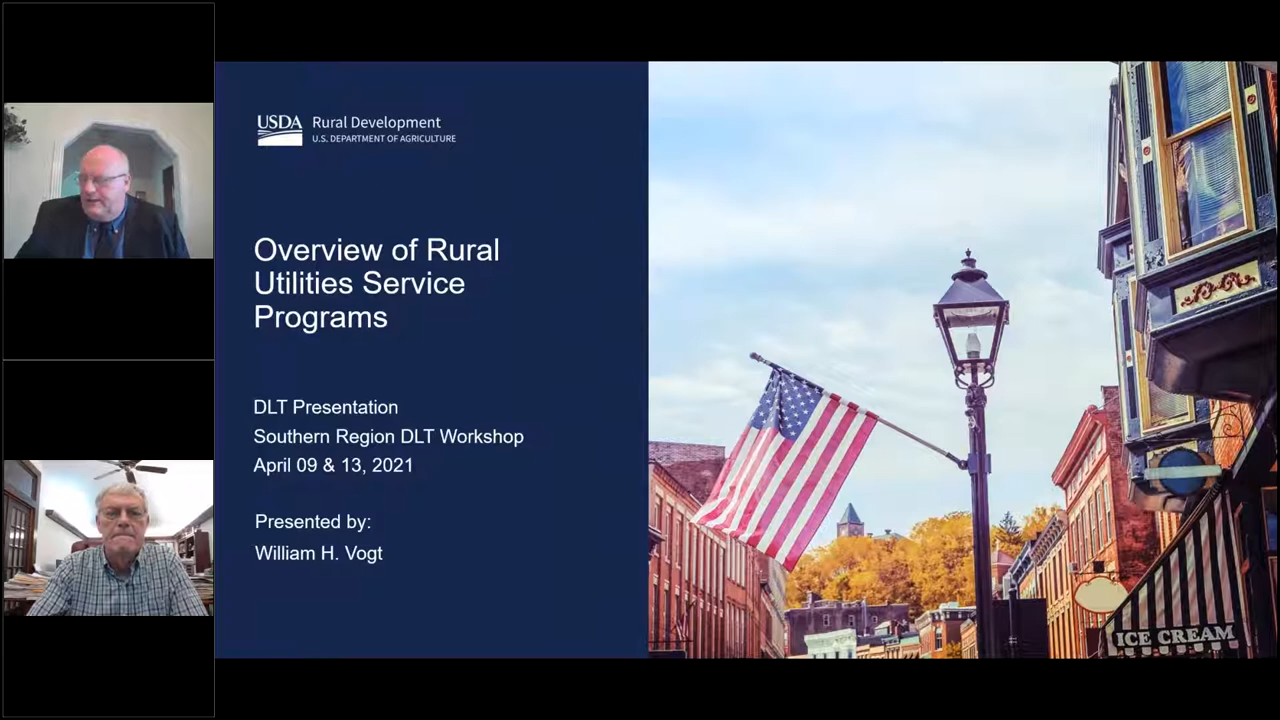 USDA Rural Development
U.S. DEPARTMENT OF AGRICULTURE
Overview of Rural
Utilities Service
Programs
DLT Presentation
Southern Region DLT Workshop
April 09 & 13, 2021
Presented by:
William H. Vogt
ICE CREAM